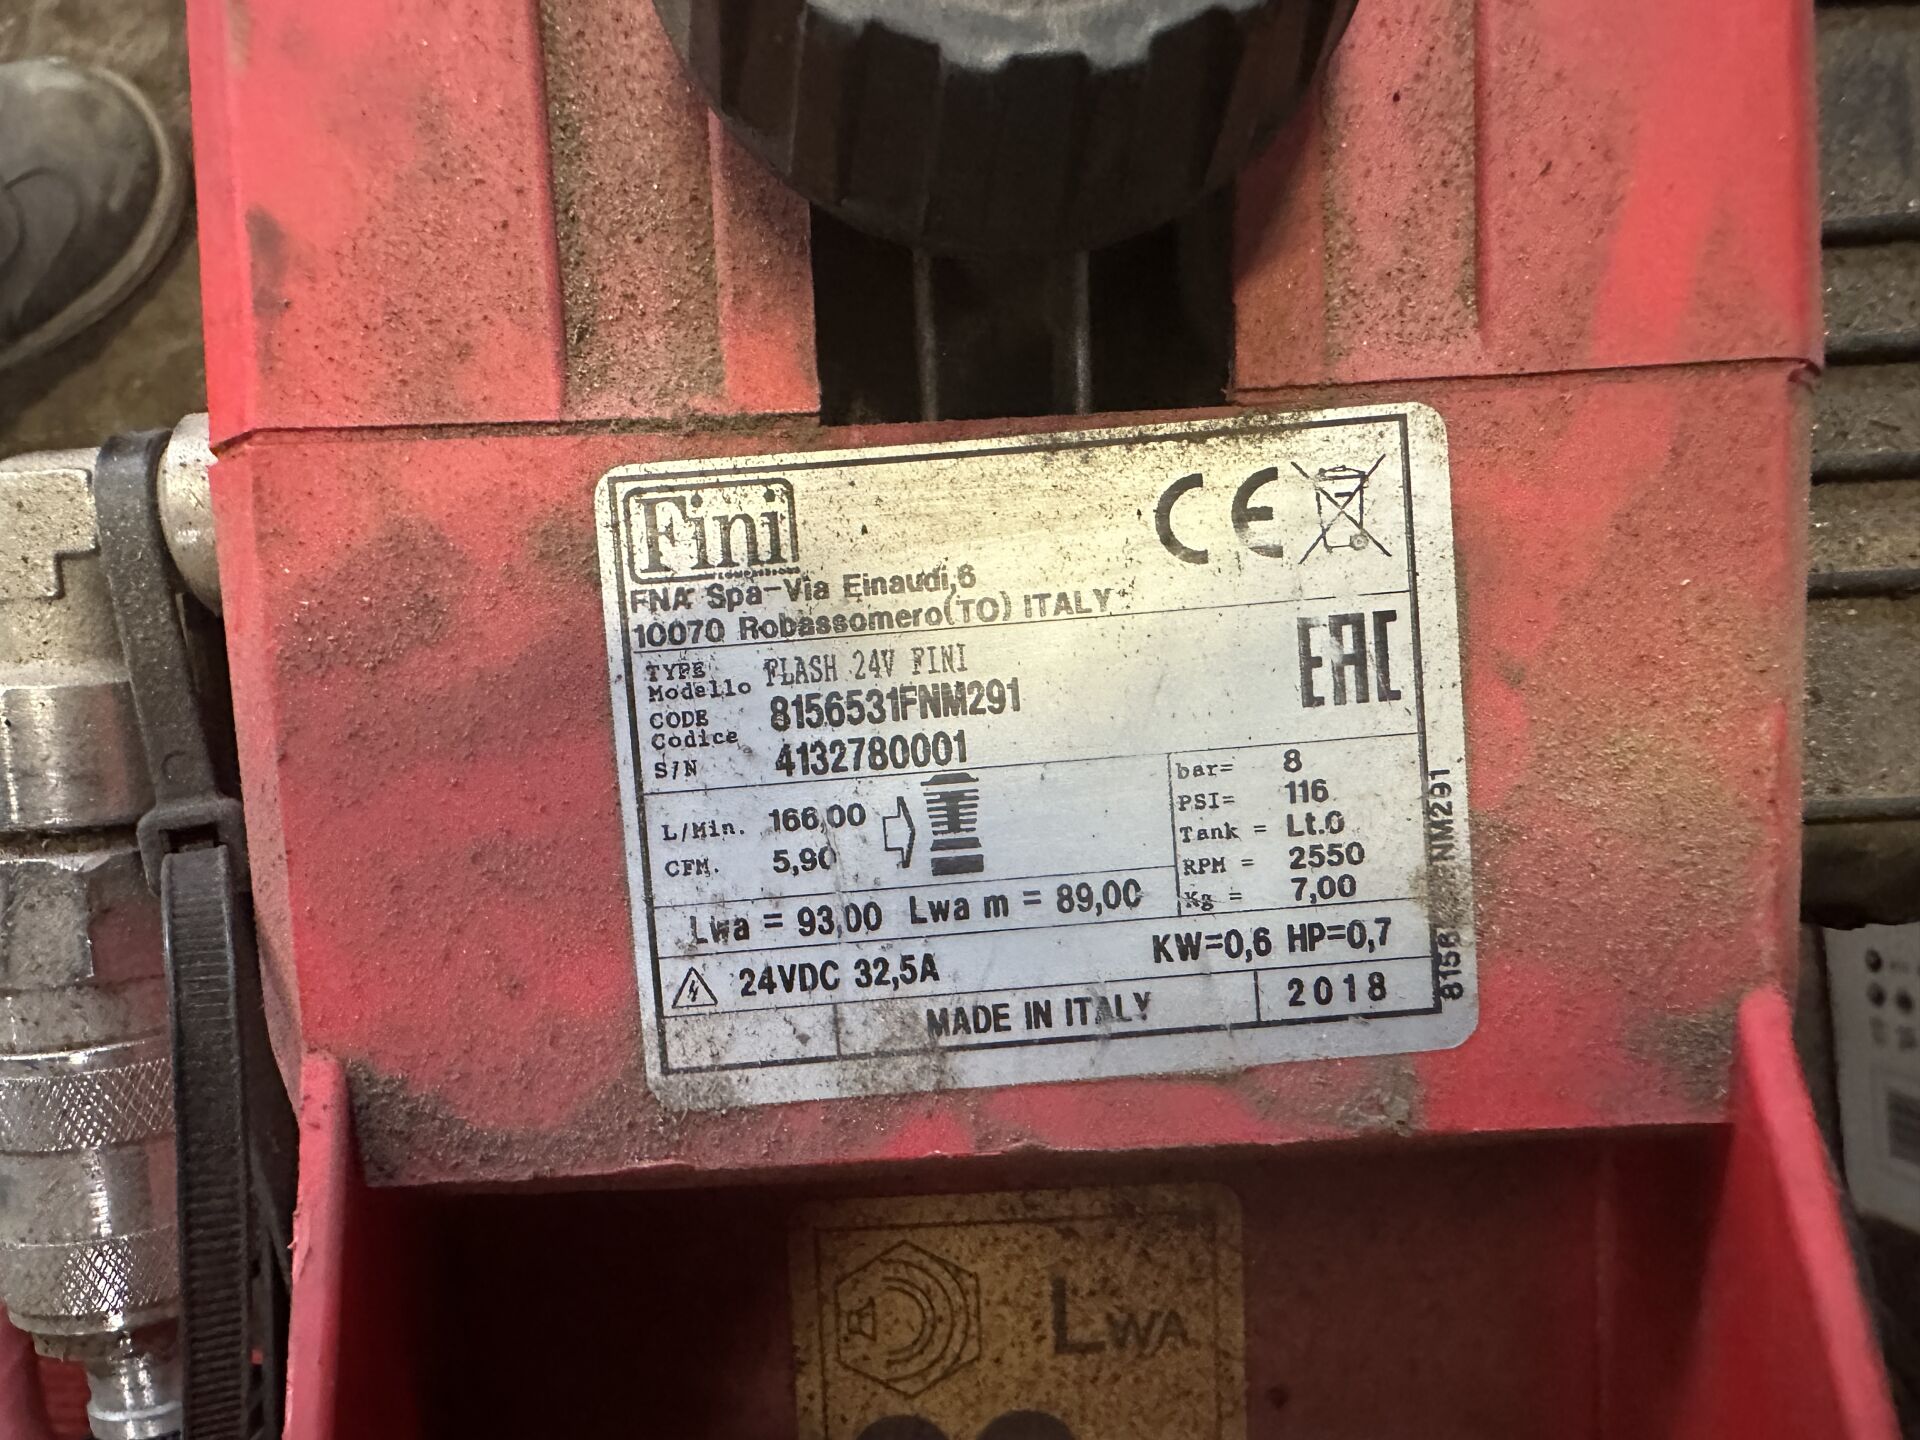 Fini
FNA Spa-Via Einaudi,6
10070 Robassomero(TO) ITALY
CE
TYPE
Modello
FLASH 24V FINI
EAC
CODE
Codice
8156531FNM291
S/N 4132780001
L/Min. 166,00
CFM. 5,90
bar= 8
PSI= 116
Tank = Lt.0
RPM = 2550
Kg = 7,00
Lwa = 93,00 Lwa m = 89,00
24VDC 32,5A
KW=0,6 HP=0,7
MADE IN ITALY
2018
LWA